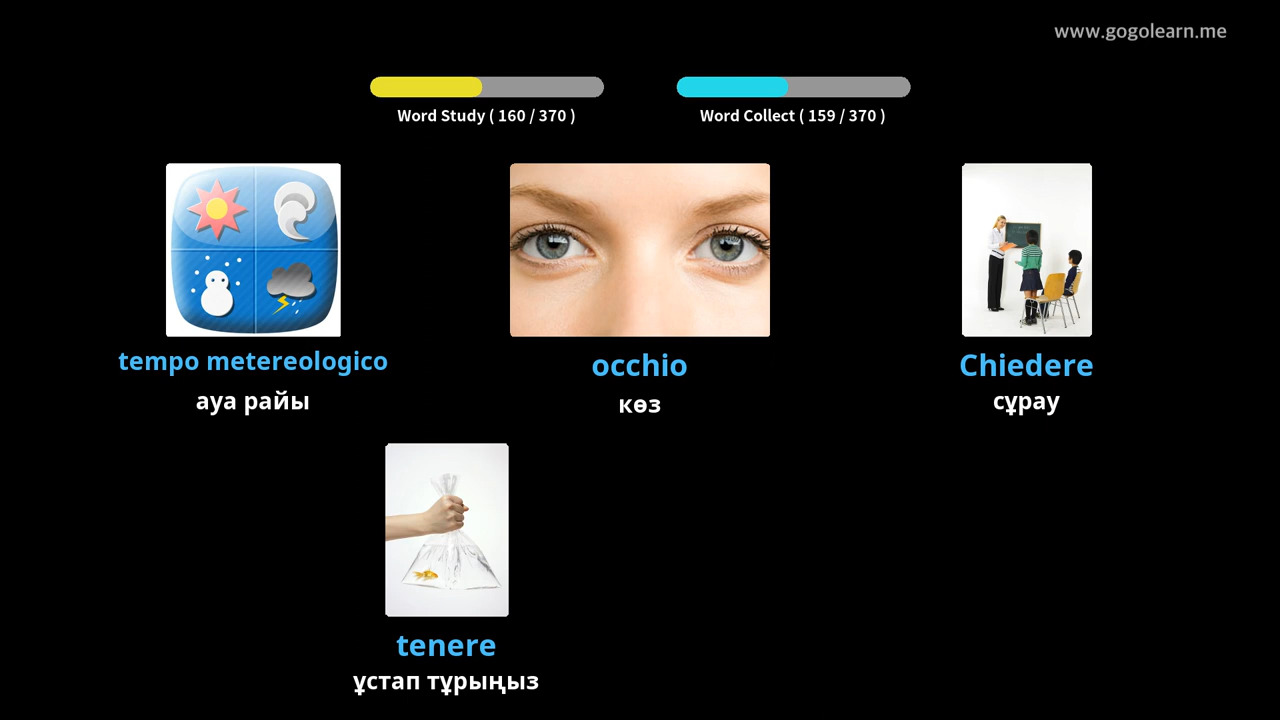 www.gogolearn.me
Word Study ( 160 / 370 )
Word Collect ( 159 / 370 )
tempo metereologico
ауа райы
occhio
көз
Chiedere
сұрау
tenere
ұстап тұрыңыз